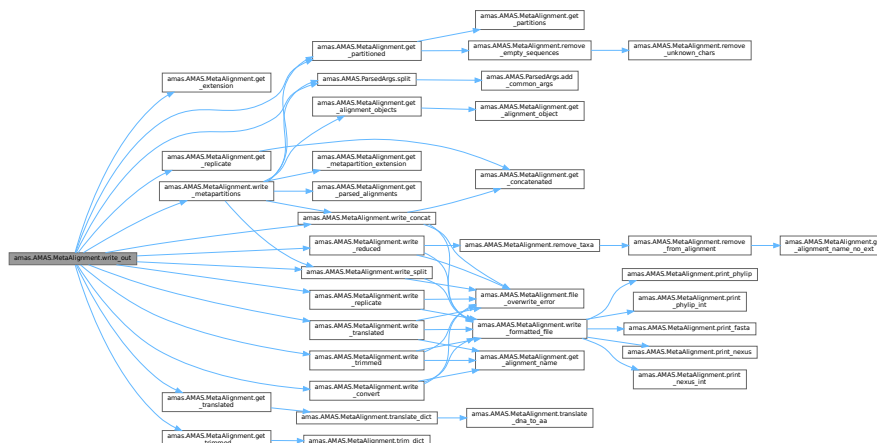 amas.AMAS.MetaAlignment.write_out
amas.AMAS.MetaAlignment.get
_extension
amas.AMAS.MetaAlignment.get
_replicate
amas.AMAS.MetaAlignment.write
_metapartitions
amas.AMAS.MetaAlignment.get
_translated
amas.AMAS.MetaAlignment.get
_trimmed
amas.AMAS.MetaAlignment.get
_partitioned
amas.AMAS.ParsedArgs.split
amas.AMAS.MetaAlignment.get
_alignment_objects
amas.AMAS.MetaAlignment.get
_metapartition_extension
amas.AMAS.MetaAlignment.get
_parsed_alignments
amas.AMAS.MetaAlignment.write_concat
amas.AMAS.MetaAlignment.write
_reduced
amas.AMAS.MetaAlignment.write_split
amas.AMAS.MetaAlignment.write
_replicate
amas.AMAS.MetaAlignment.write
_translated
amas.AMAS.MetaAlignment.write
_trimmed
amas.AMAS.MetaAlignment.write
_convert
amas.AMAS.MetaAlignment.translate_dict
amas.AMAS.MetaAlignment.trim_dict
amas.AMAS.MetaAlignment.get
_partitions
amas.AMAS.MetaAlignment.remove
_empty_sequences
amas.AMAS.ParsedArgs.add
_common_args
amas.AMAS.MetaAlignment.get
_alignment_object
amas.AMAS.MetaAlignment.get
_concatenated
amas.AMAS.MetaAlignment.remove_taxa
amas.AMAS.MetaAlignment.file
_overwrite_error
amas.AMAS.MetaAlignment.write
_formatted_file
amas.AMAS.MetaAlignment.get
_alignment_name
amas.AMAS.MetaAlignment.translate
_dna_to_aa
amas.AMAS.MetaAlignment.remove
_unknown_chars
amas.AMAS.MetaAlignment.remove
_from_alignment
amas.AMAS.MetaAlignment.print_phylip
amas.AMAS.MetaAlignment.print
_phylip_int
amas.AMAS.MetaAlignment.print_fasta
amas.AMAS.MetaAlignment.print_nexus
amas.AMAS.MetaAlignment.print
_nexus_int
amas.AMAS.MetaAlignment.g
_alignment_name_no_ext